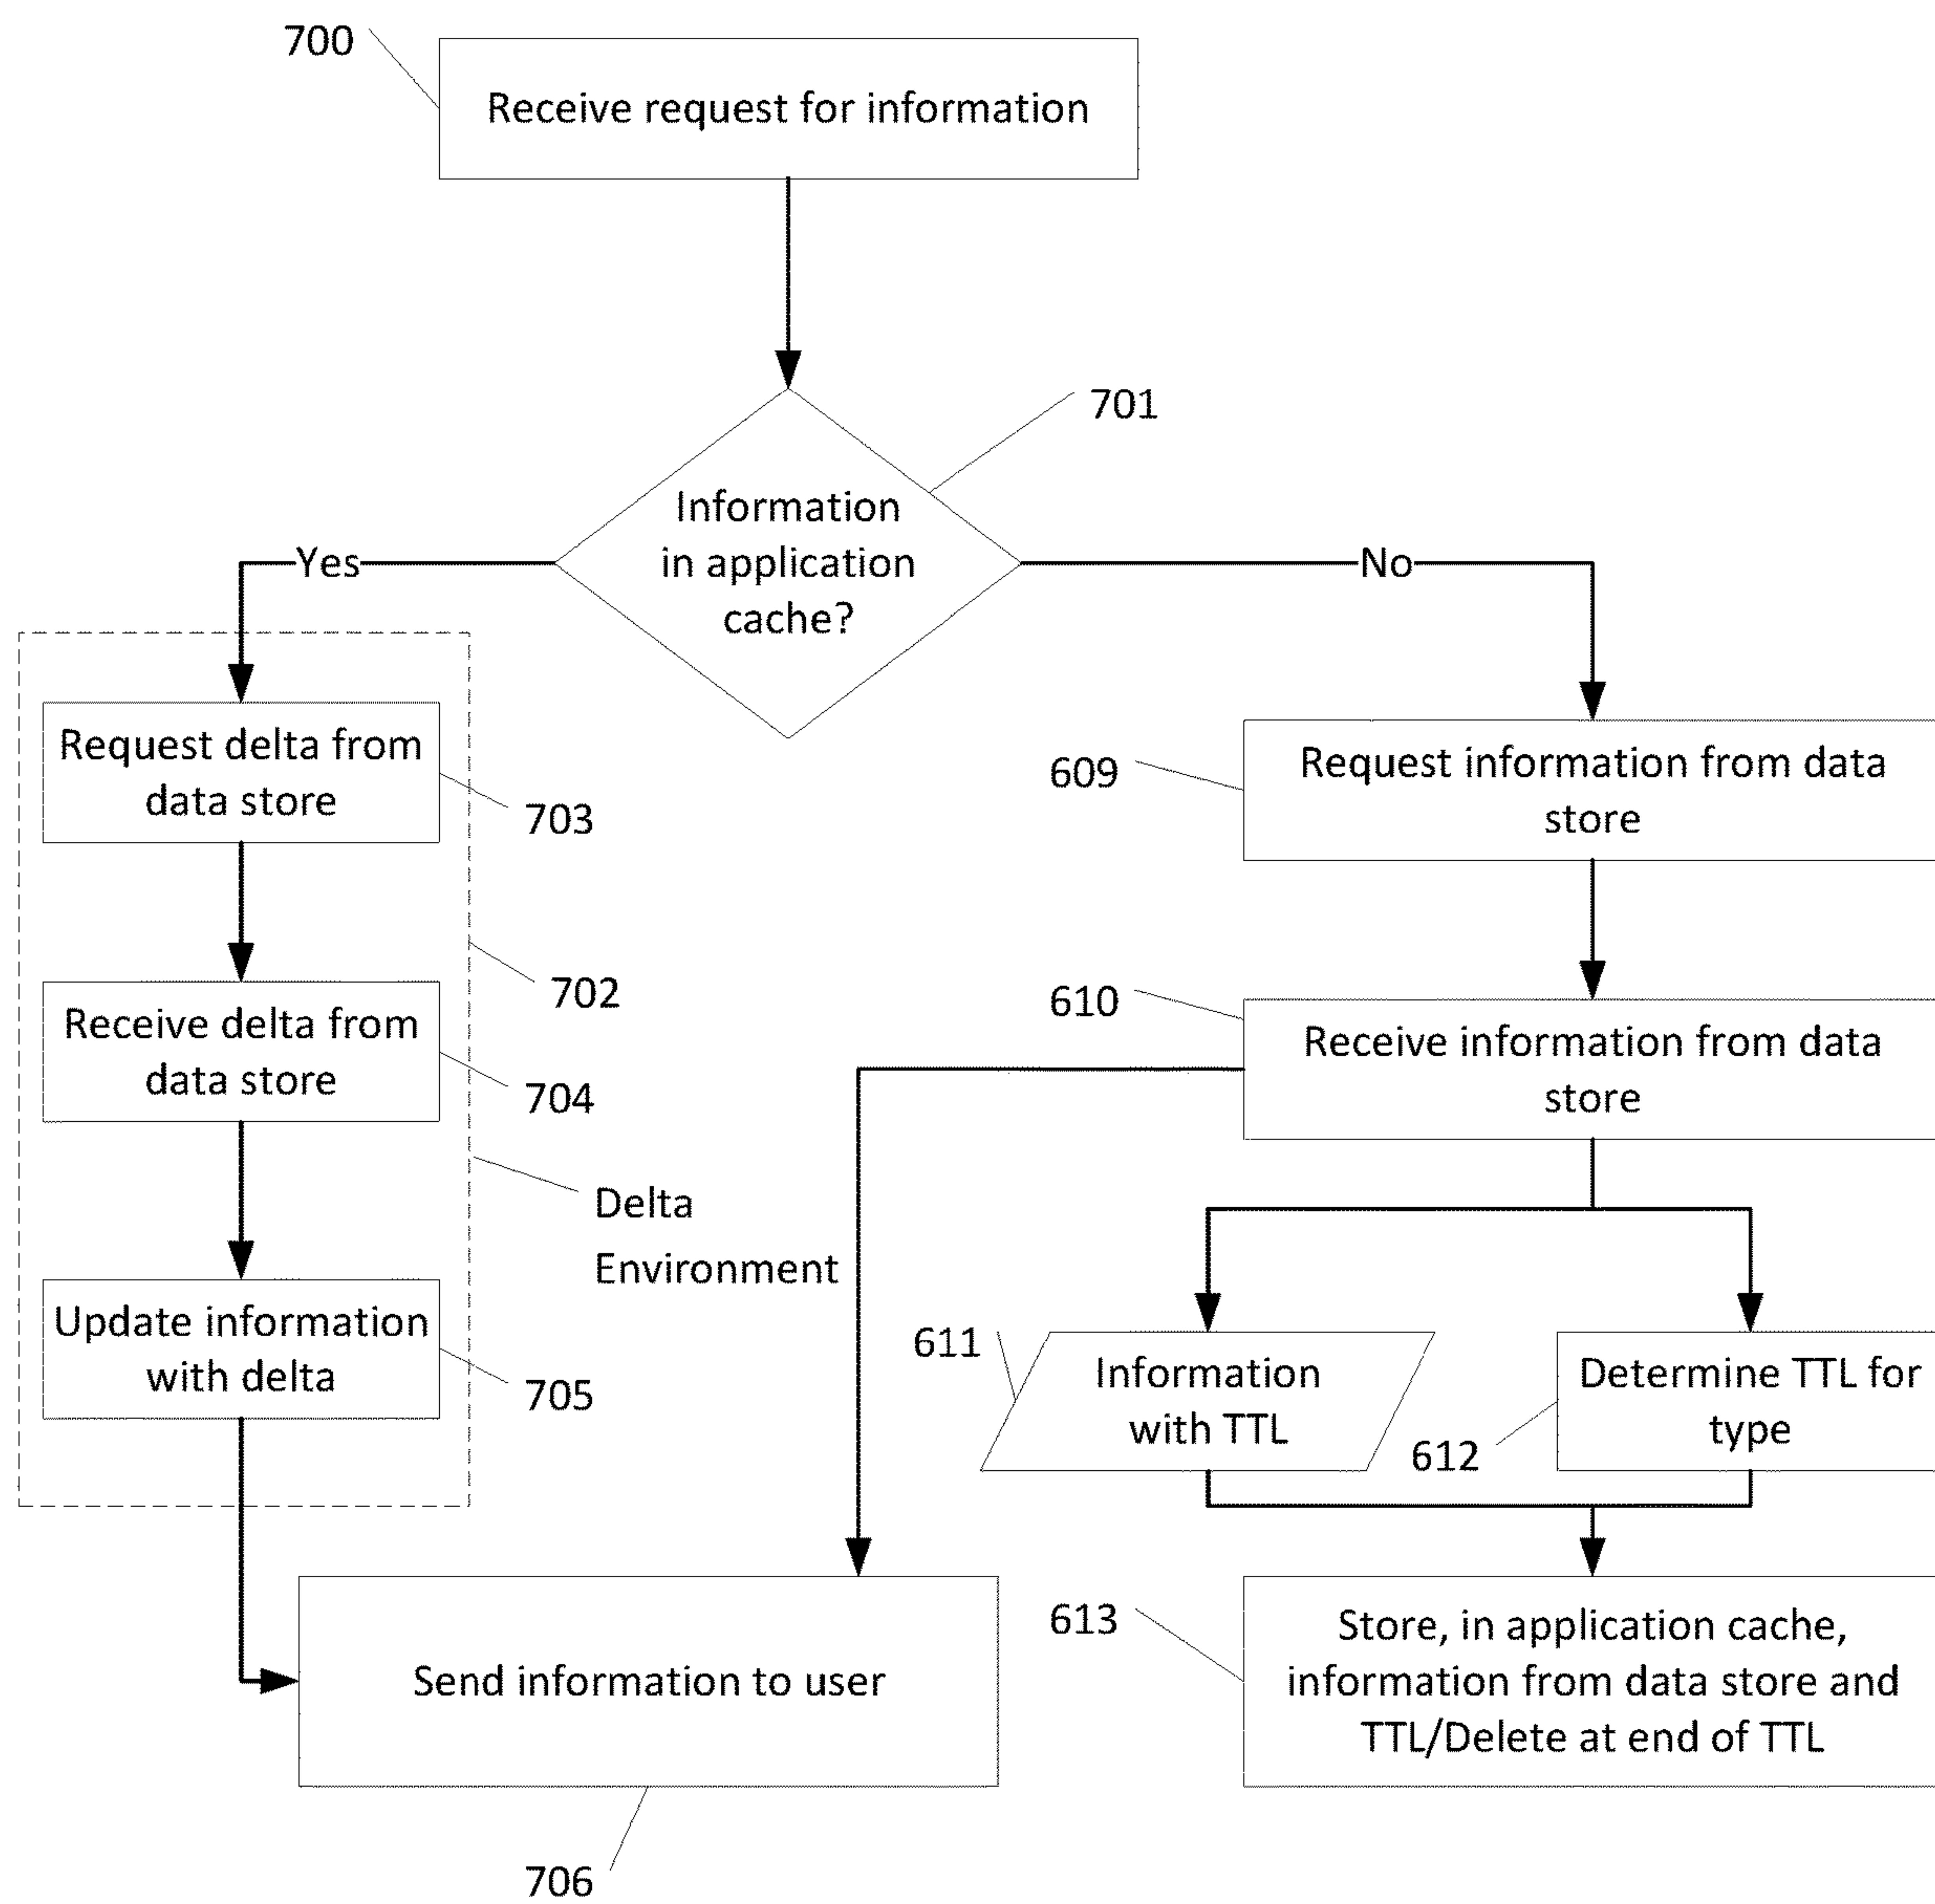 700
Receive request for information
701
Information
in application
cache?
Yes
No
Request delta from
data store
703
609
Request information from data
store
702
Receive delta from
data store
704
610
Receive information from data
store
Delta
Environment
Update information
with delta
705
611
Information
with TTL
612
Determine TTL for
type
Send information to user
706
613
Store, in application cache,
information from data store and
TTL/Delete at end of TTL